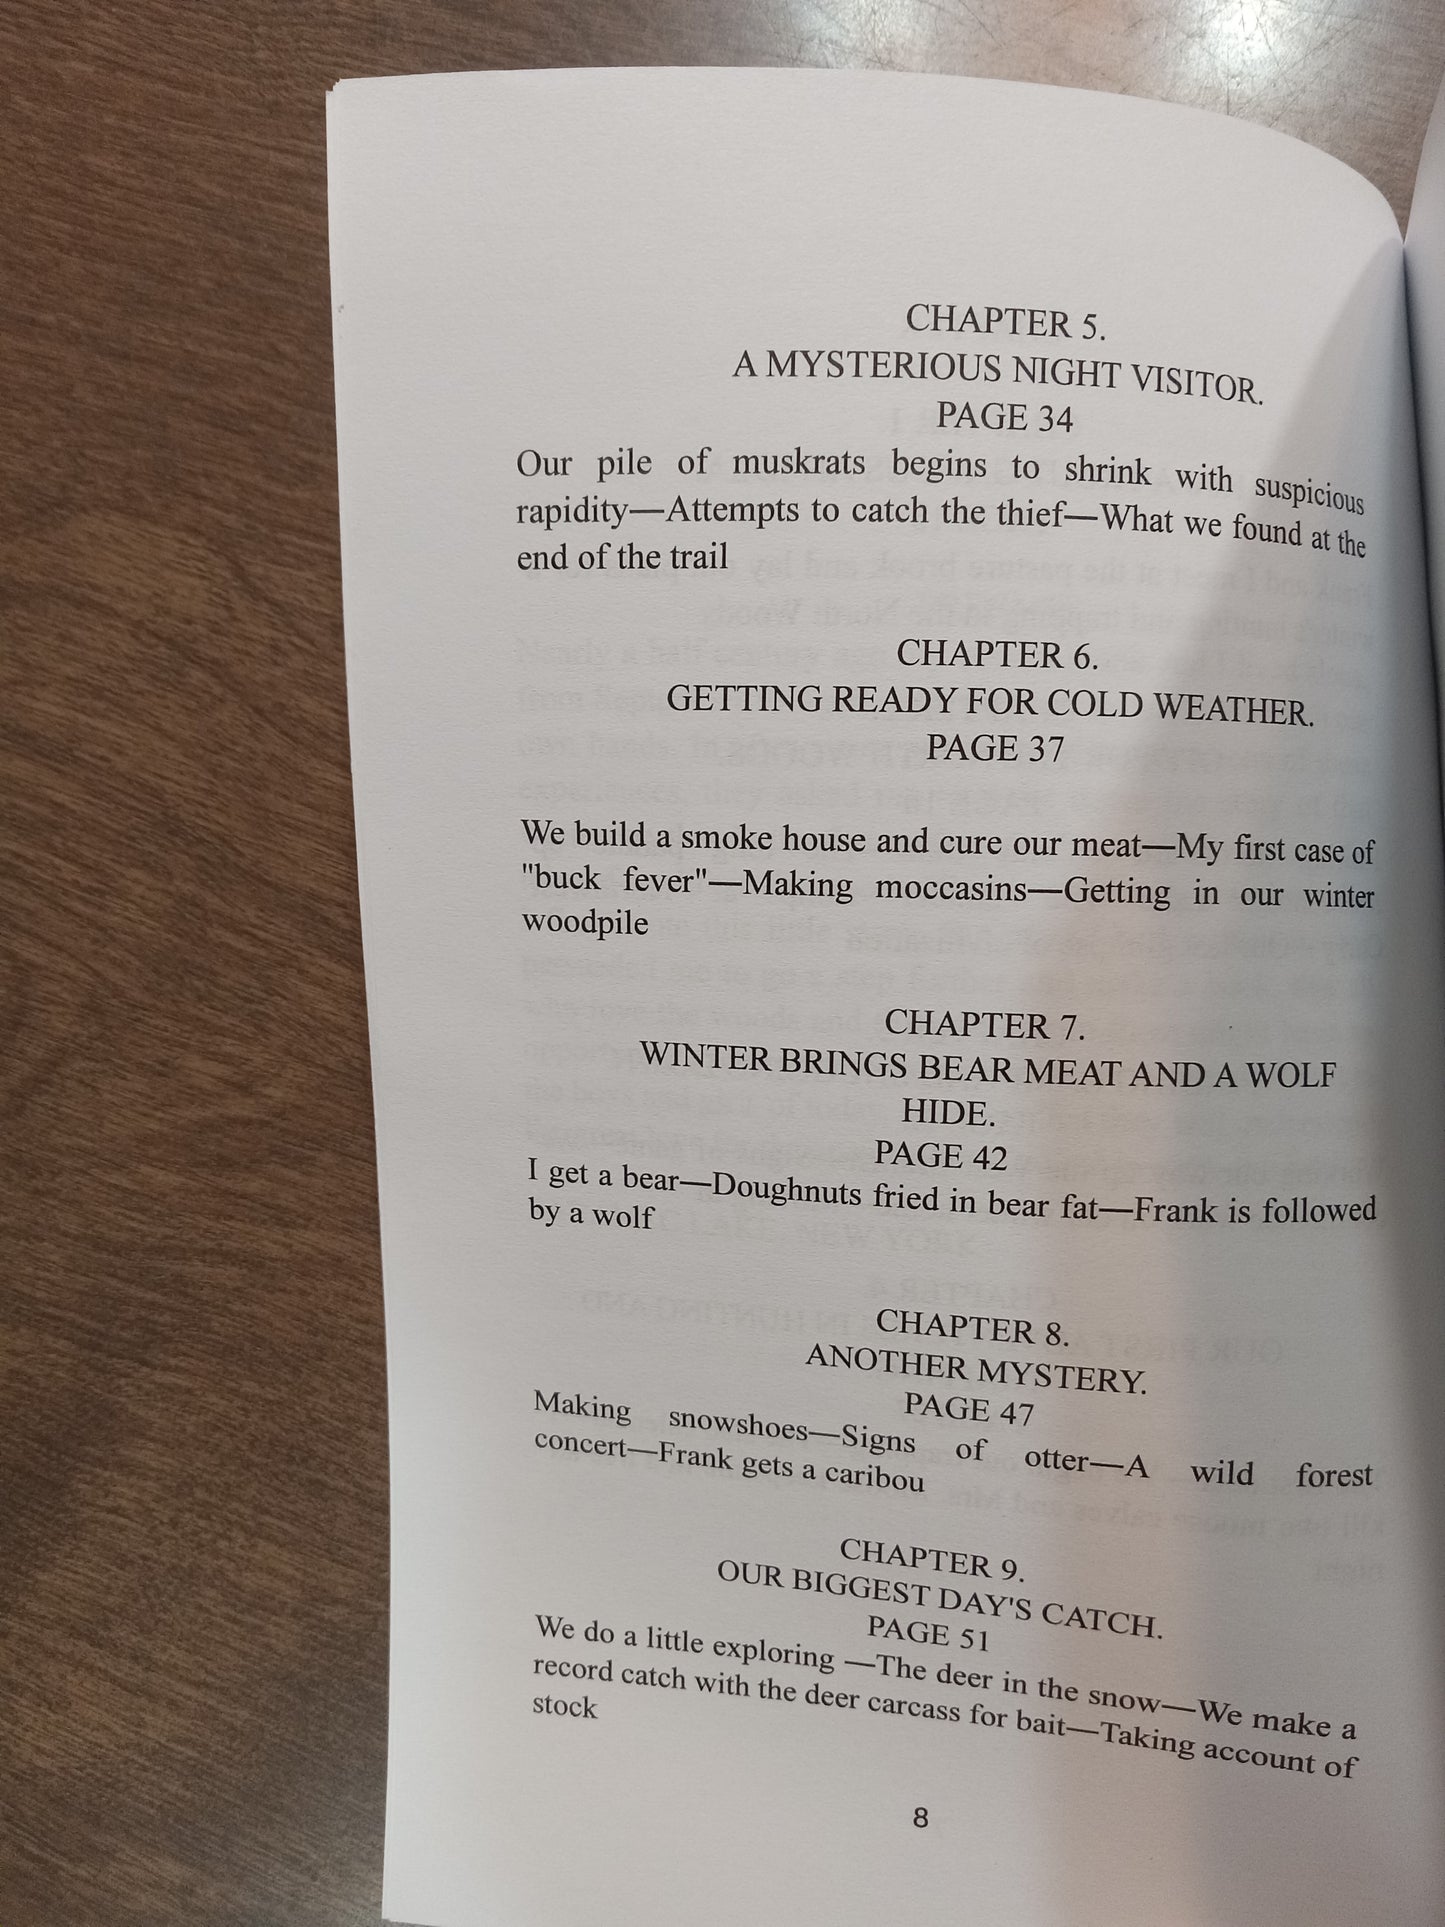 CHAPTER 5.
A MYSTERIOUS NIGHT VISITOR.
PAGE 34
Our pile of muskrats begins to shrink with suspicious
rapidity—Attempts to catch the thief—What we found at the
end of the trail
CHAPTER 6.
GETTING READY FOR COLD WEATHER.
PAGE 37
We build a smoke house and cure our meat—My first case of
"buck fever"—Making moccasins—Getting in our winter
woodpile
CHAPTER 7.
WINTER BRINGS BEAR MEAT AND A WOLF
HIDE.
PAGE 42
I get a bear—Doughnuts fried in bear fat—Frank is followed
by a wolf
CHAPTER 8.
ANOTHER MYSTERY.
PAGE 47
Making snowshoes—Signs of otter—A wild forest
concert—Frank gets a caribou
CHAPTER 9.
OUR BIGGEST DAY'S CATCH.
PAGE 51
We do a little exploring —The deer in the snow—We make a
record catch with the deer carcass for bait—Taking account of
stock
8